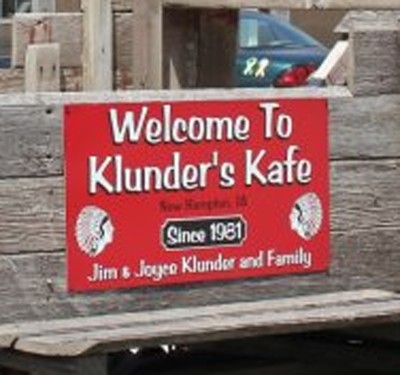 Welcome To
Klunder's Kafe
New Hampton, IA
Since 1981
Jim & Joyce Klunder and Family